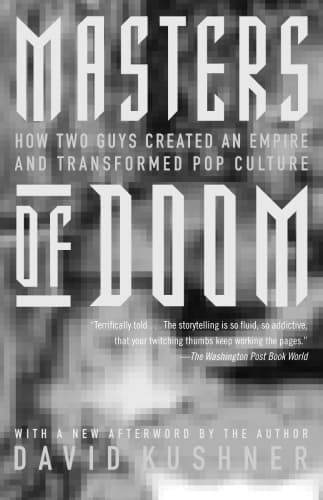 MASTERS
HOW TWO GUYS CREATED AN EMPIRE
AND TRANSFORMED POP CULTURE
OF DOOM
"Terrifically told . . . The storytelling is so fluid, so addictive,
that your twitching thumbs keep working the pages."
—The Washington Post Book World
WITH A NEW AFTERWORD BY THE AUTHOR
DAVID KUSHNER